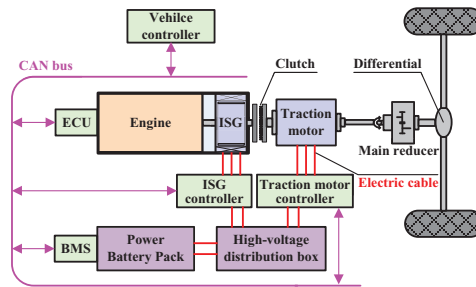 Vehilce
controller
CAN bus
Clutch
Differential
ECU
Engine
ISG
Traction
motor
Main reducer
Electric cable
ISG
controller
Traction motor
controller
BMS
Power
Battery Pack
High-voltage
distribution box